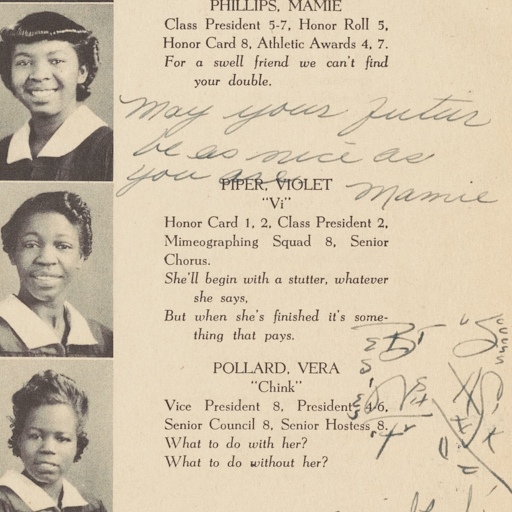 PHILLIPS, MAMIE
Class President 5-7, Honor Roll 5,
Honor Card 8, Athletic Awards 4, 7.
For a swell friend we can't find
your double.
May your futur
be as nice as
you are
Mamie
PIPER, VIOLET
"Vi"
Honor Card 1, 2, Class President 2,
Mimeographing Squad 8, Senior
Chorus.
She'll begin with a stutter, whatever
she says,
But when she's finished it's some-
thing that pays.
POLLARD, VERA
"Chink"
Vice President 8, President 4-6,
Senior Council 8, Senior Hostess 8.
What to do with her?
What to do without her?